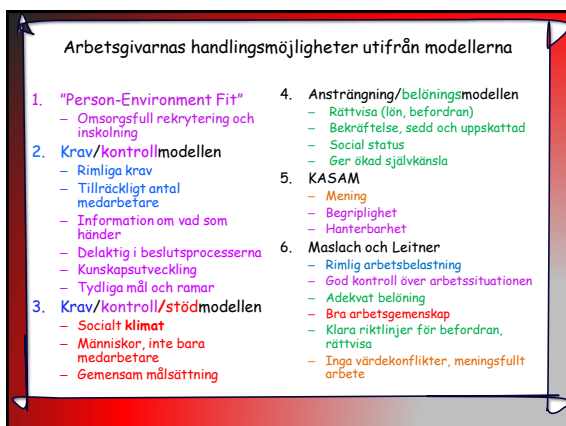 Arbetsgivarnas handlingsmöjligheter utifrån modellerna
1. ”Person-Environment Fit”
– Omsorgsfull rekrytering och
inskolning
2. Krav/kontrollmodellen
– Rimliga krav
– Tillräckligt antal
medarbetare
– Information om vad som
händer
– Delaktig i beslutsprocesserna
– Kunskapsutveckling
– Tydliga mål och ramar
3. Krav/kontroll/stödmodellen
– Socialt klimat
– Människor, inte bara
medarbetare
– Gemensam målsättning
4. Ansträngning/belöningsmodellen
– Rättvisa (lön, befordran)
– Bekräftelse, sedd och uppskattad
– Social status
– Ger ökad självkänsla
5. KASAM
– Mening
– Begriplighet
– Hanterbarhet
6. Maslach och Leitner
– Rimlig arbetsbelastning
– God kontroll över arbetssituationen
– Adekvat belöning
– Bra arbetsgemenskap
– Klara riktlinjer för befordran,
rättvisa
– Inga värdekonflikter, meningsfullt
arbete